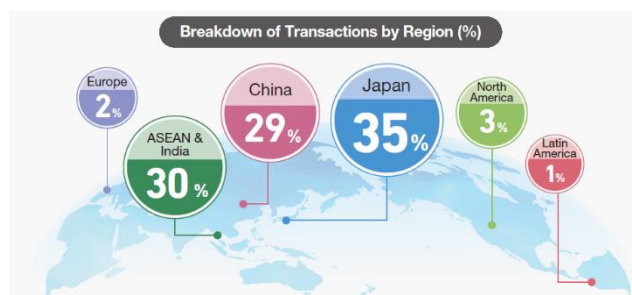 Breakdown of Transactions by Region (%)
Europe
2%
ASEAN &
India
30%
China
29%
Japan
35%
North
America
3%
Latin
America
1%